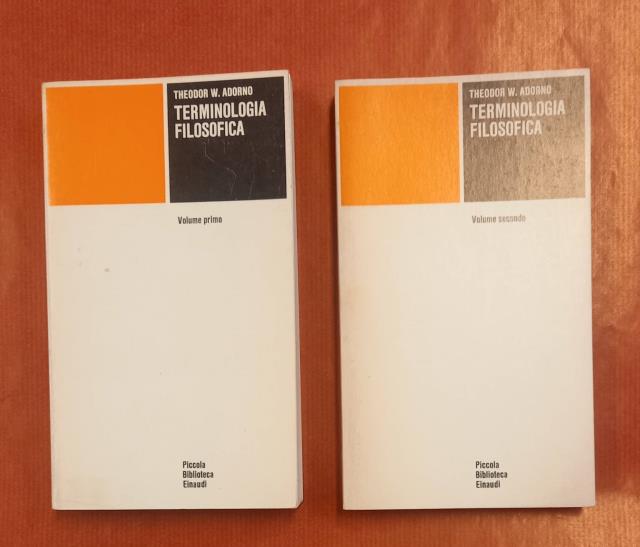 THEODOR W. ADORNO
TERMINOLOGIA
FILOSOFICA
Volume primo
Piccola
Biblioteca
Einaudi
THEODOR W. ADORNO
TERMINOLOGIA
FILOSOFICA
Volume secondo
Piccola
Biblioteca
Einaudi